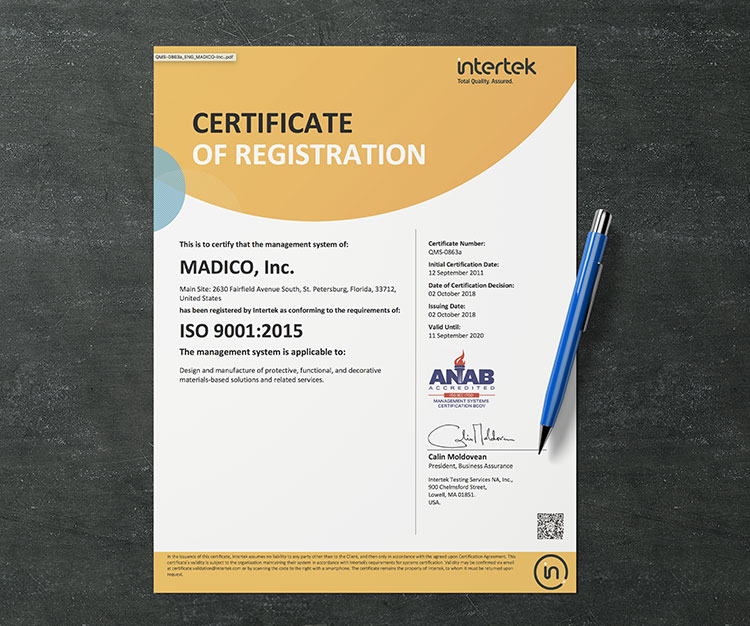 QMS-0863a_ENG_MADICO-Inc..pdf
intertek
Total Quality. Assured.
CERTIFICATE
OF REGISTRATION
This is to certify that the management system of:
MADICO, Inc.
Main Site: 2630 Fairfield Avenue South, St. Petersburg, Florida, 33712,
United States
has been registered by Intertek as conforming to the requirements of:
ISO 9001:2015
The management system is applicable to:
Design and manufacture of protective, functional, and decorative
materials-based solutions and related services.
Certificate Number:
QMS-0863a
Initial Certification Date:
12 September 2011
Date of Certification Decision:
02 October 2018
Issuing Date:
02 October 2018
Valid Until:
11 September 2020
ANAB
ACCREDITED
MANAGEMENT SYSTEMS
CERTIFICATION BODY
Calin Moldovean
Calin Moldovean
President, Business Assurance
Intertek Testing Services NA, Inc.,
900 Chelmsford Street,
Lowell, MA 01851
USA.
In the issuance of this certificate, Intertek assumes no liability to any party other then to the Client, and then only in accordance with the agreed upon Certification Agreement. This
certificate's validity is subject to the organization maintaining their system in accordance with Intertek's requirements for systems certification. Validity may be confirmed via email
at certificate.validation@intertek.com or by scanning the code to the right with a smartphone. The certificate remains the property of Intertek, to whom it must be returned upon
request.
in